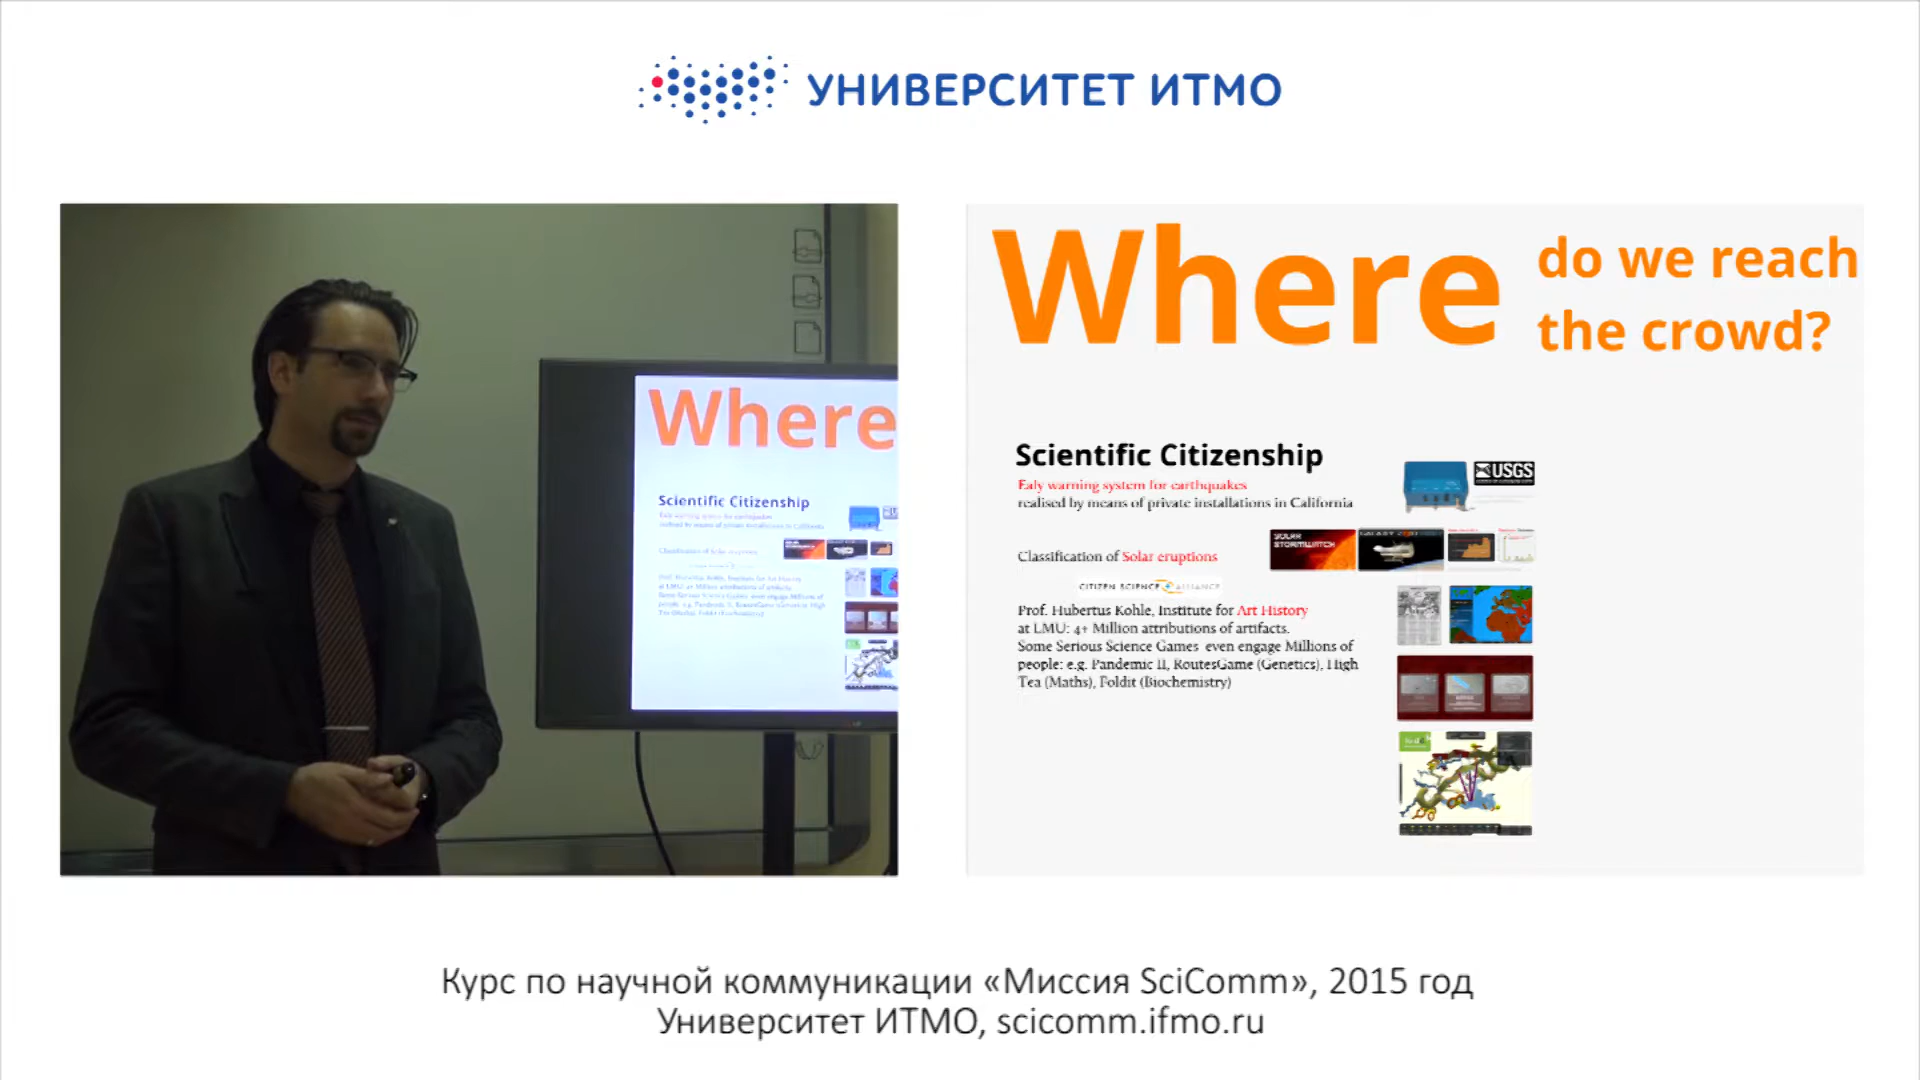 УНИВЕРСИТЕТ ИТМО
Where
Scientific Citizenship
Where do we reach
the crowd?
Scientific Citizenship
Ealy warning system for earthquakes
realised by means of private installations in California
USGS
Classification of Solar eruptions
SOLAR
STORMWATCH
CITIZEN SCIENCE ALLIANCE
Prof. Hubertus Kohle, Institute for Art History
at LMU: 4+ Million attributions of artifacts.
Some Serious Science Games even engage Millions of
people: e.g. Pandemic II, RoutesGame (Genetics), High
Tea (Maths), Foldit (Biochemistry)
Курс по научной коммуникации «Миссия SciComm», 2015 год
Университет ИТМО, scicomm.ifmo.ru